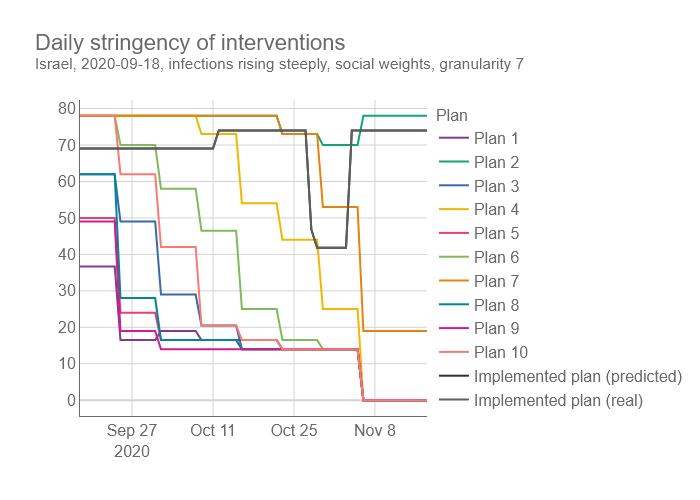 Daily stringency of interventions
Israel, 2020-09-18, infections rising steeply, social weights, granularity 7
80
70
60
50
40
30
20
10
0
Sep 27
2020
Oct 11
Oct 25
Nov 8
Plan
Plan 1
Plan 2
Plan 3
Plan 4
Plan 5
Plan 6
Plan 7
Plan 8
Plan 9
Plan 10
Implemented plan (predicted)
Implemented plan (real)